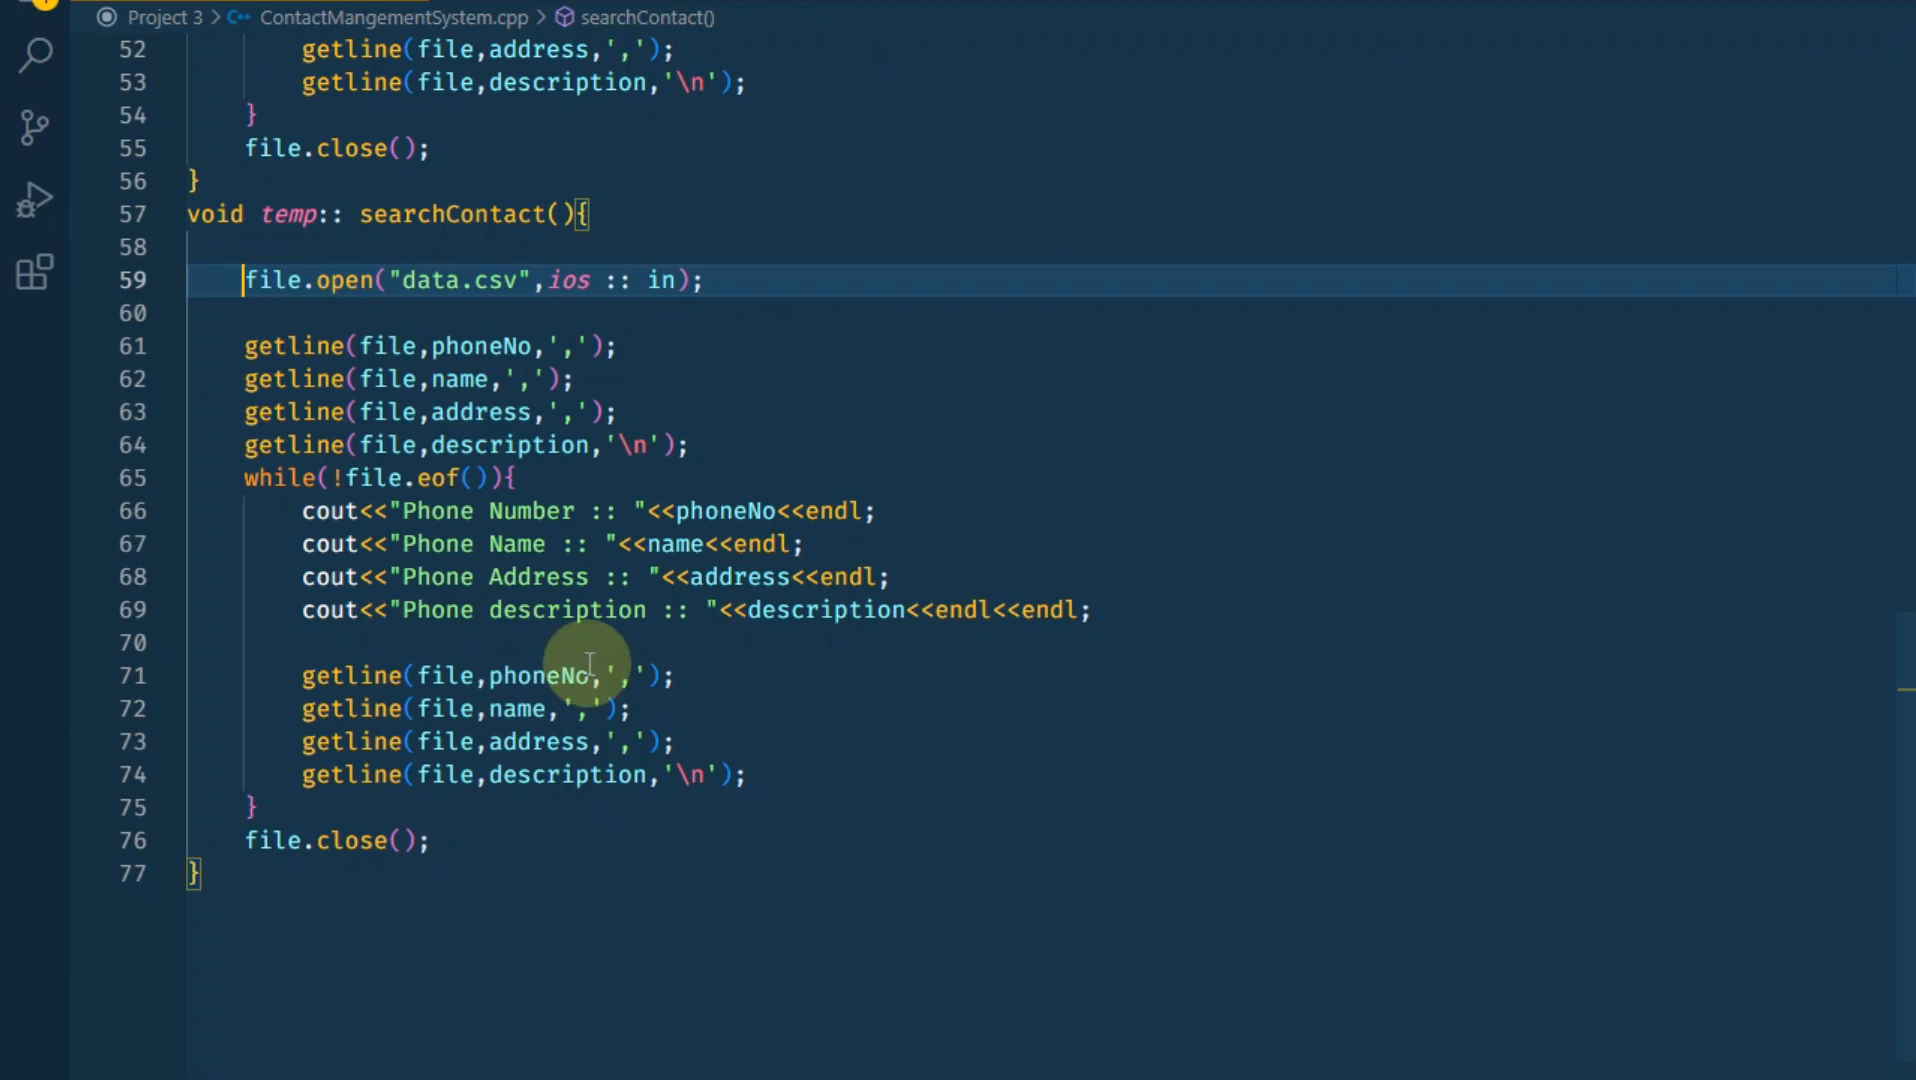 Project 3 > ContactMangementSystem.cpp > searchContact()
52 getline(file,address,',');
53 getline(file,description,'\n');
54 }
55 file.close();
56 }
57 void temp:: searchContact(){
58
59 file.open("data.csv",ios :: in);
60
61 getline(file,phoneNo,',');
62 getline(file,name,',');
63 getline(file,address,',');
64 getline(file,description,'\n');
65 while(!file.eof()){
66 cout<<"Phone Number :: "<<phoneNo<<endl;
67 cout<<"Phone Name :: "<<name<<endl;
68 cout<<"Phone Address :: "<<address<<endl;
69 cout<<"Phone description :: "<<description<<endl<<endl;
70
71 getline(file,phoneNo,',');
72 getline(file,name,',');
73 getline(file,address,',');
74 getline(file,description,'\n');
75 }
76 file.close();
77 }